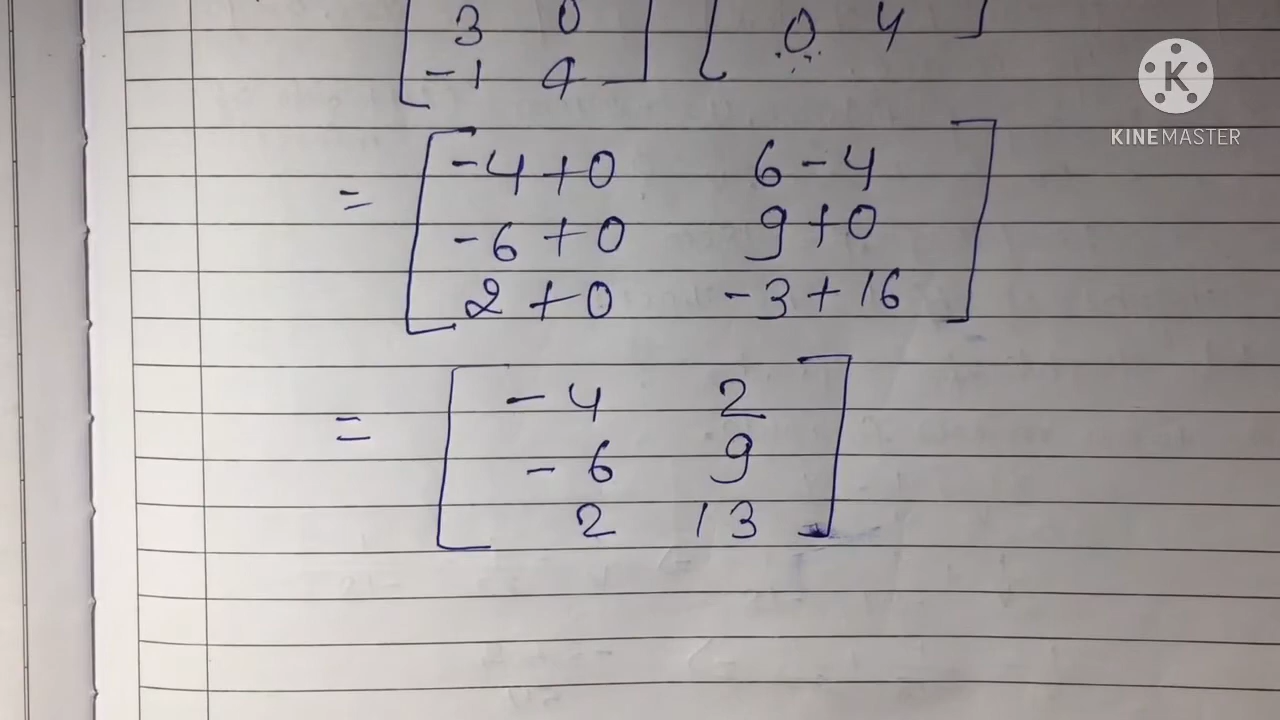 3 0 0 4
-1 4
K
KINEMASTER
-4+0 6-4
= -6+0 9+0
2+0 -3+16
-4 2
= -6 9
2 13